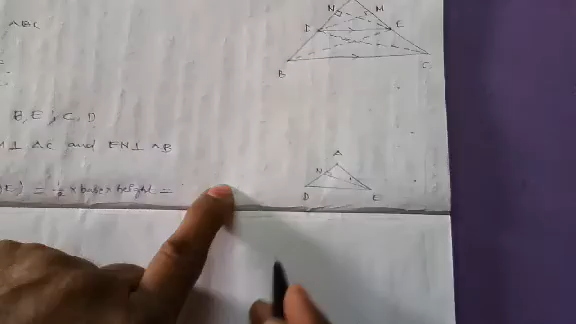 N M
D E
B C
ABC
B, E ; C, D
M ⊥ AC and EN ⊥ AB
A
N
D E
E) = ½ × base × height =